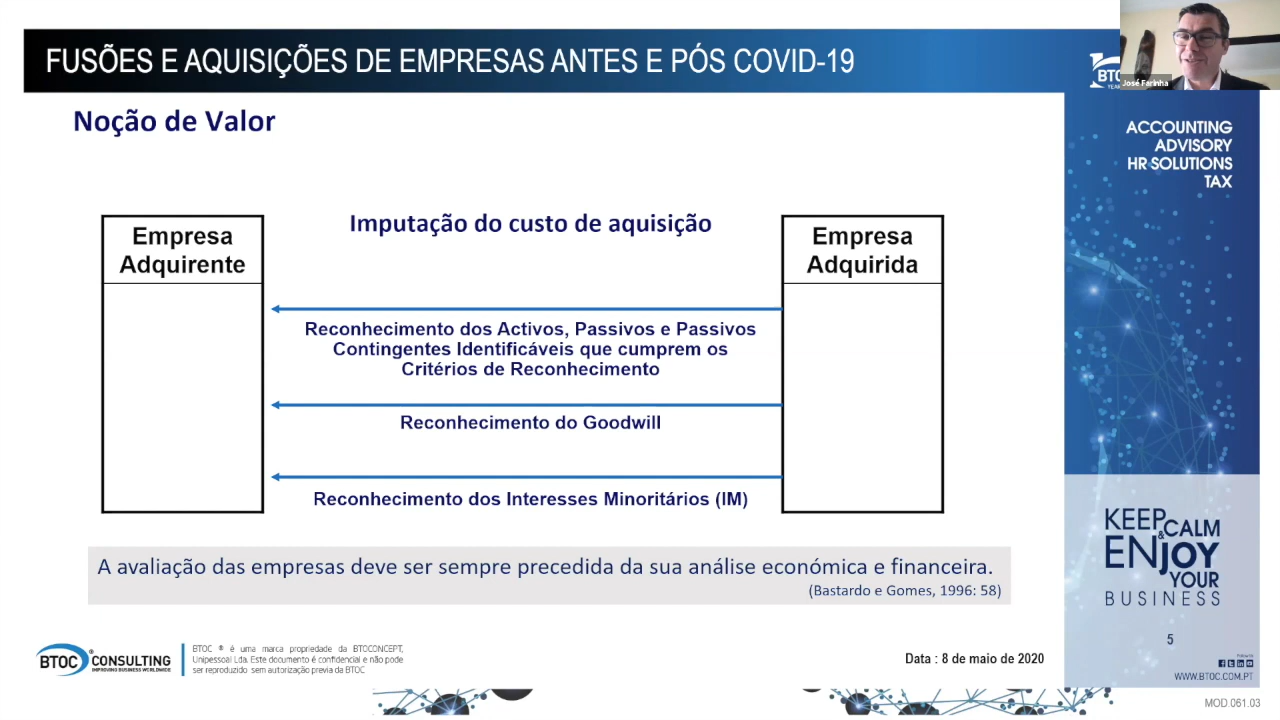 FUSÕES E AQUISIÇÕES DE EMPRESAS ANTES E PÓS COVID-19
José Farinha
Noção de Valor
ACCOUNTING
ADVISORY
HR SOLUTIONS
TAX
Imputação do custo de aquisição
Empresa
Adquirente
Empresa
Adquirida
Reconhecimento dos Activos, Passivos e Passivos
Contingentes Identificáveis que cumprem os
Critérios de Reconhecimento
Reconhecimento do Goodwill
Reconhecimento dos Interesses Minoritários (IM)
A avaliação das empresas deve ser sempre precedida da sua análise económica e financeira.
(Bastardo e Gomes, 1996: 58)
KEEP
& CALM
ENJOY
YOUR
BUSINESS
5
BTOC ® CONSULTING
IMPROVING BUSINESS WORLDWIDE
BTOC ® é uma marca propriedade da BTOCONCEPT,
Unipessoal Lda. Este documento é confidencial e não pode
ser reproduzido sem autorização previa da BTOC
Data : 8 de maio de 2020
WWW.BTOC.COM.PT
MOD.061.03